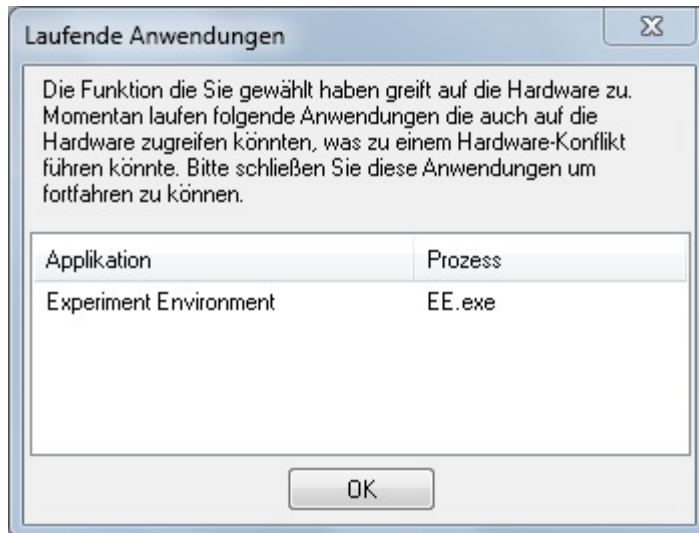 Laufende Anwendungen
Die Funktion die Sie gewählt haben greift auf die Hardware zu.
Momentan laufen folgende Anwendungen die auch auf die
Hardware zugreifen könnten, was zu einem Hardware-Konflikt
führen könnte. Bitte schließen Sie diese Anwendungen um
fortfahren zu können.
Applikation Prozess
Experiment Environment EE.exe
OK